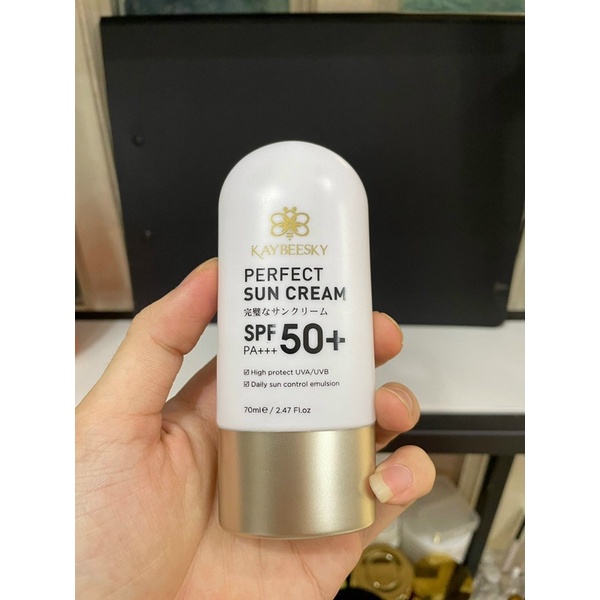 KAYBEESKY
PERFECT
SUN CREAM
完璧なサンクリーム
SPF 50+
PA+++
High protect UVA/UVB
Daily sun control emulsion
70ml℮ / 2.47 Fl.oz